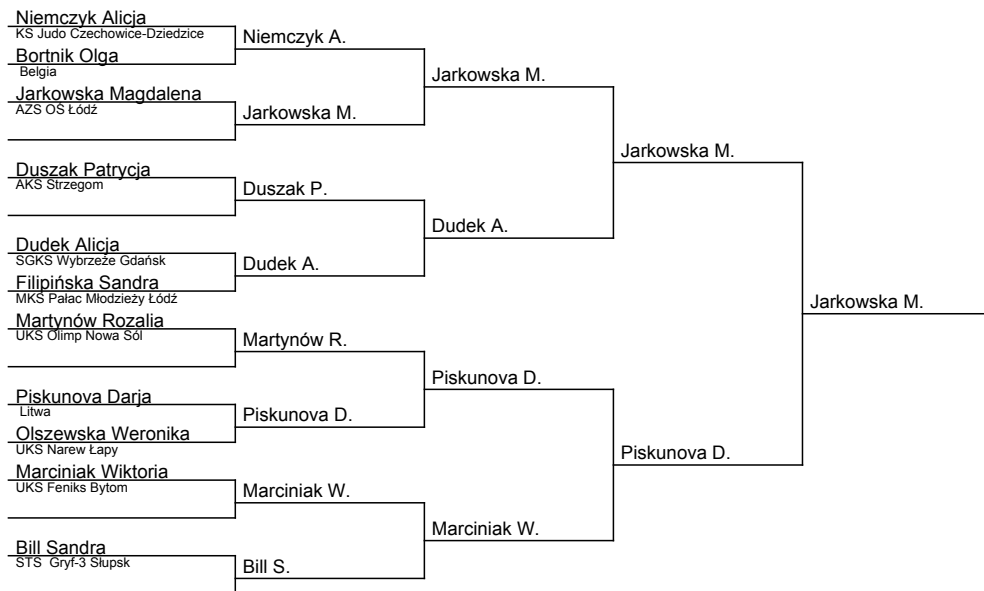 Niemczyk Alicja
KS Judo Czechowice-Dziedzice
Niemczyk A.
Bortnik Olga
Belgia
Jarkowska M.
Jarkowska Magdalena
AZS OŚ Łódź
Jarkowska M.
Jarkowska M.
Duszak Patrycja
AKS Strzegom
Duszak P.
Dudek A.
Dudek Alicja
SGKS Wybrzeże Gdańsk
Dudek A.
Filipińska Sandra
MKS Pałac Młodzieży Łódź
Jarkowska M.
Martynów Rozalia
UKS Olimp Nowa Sól
Martynów R.
Piskunova D.
Piskunova Darja
Litwa
Piskunova D.
Olszewska Weronika
UKS Narew Łapy
Piskunova D.
Marciniak Wiktoria
UKS Feniks Bytom
Marciniak W.
Marciniak W.
Bill Sandra
STS Gryf-3 Słupsk
Bill S.